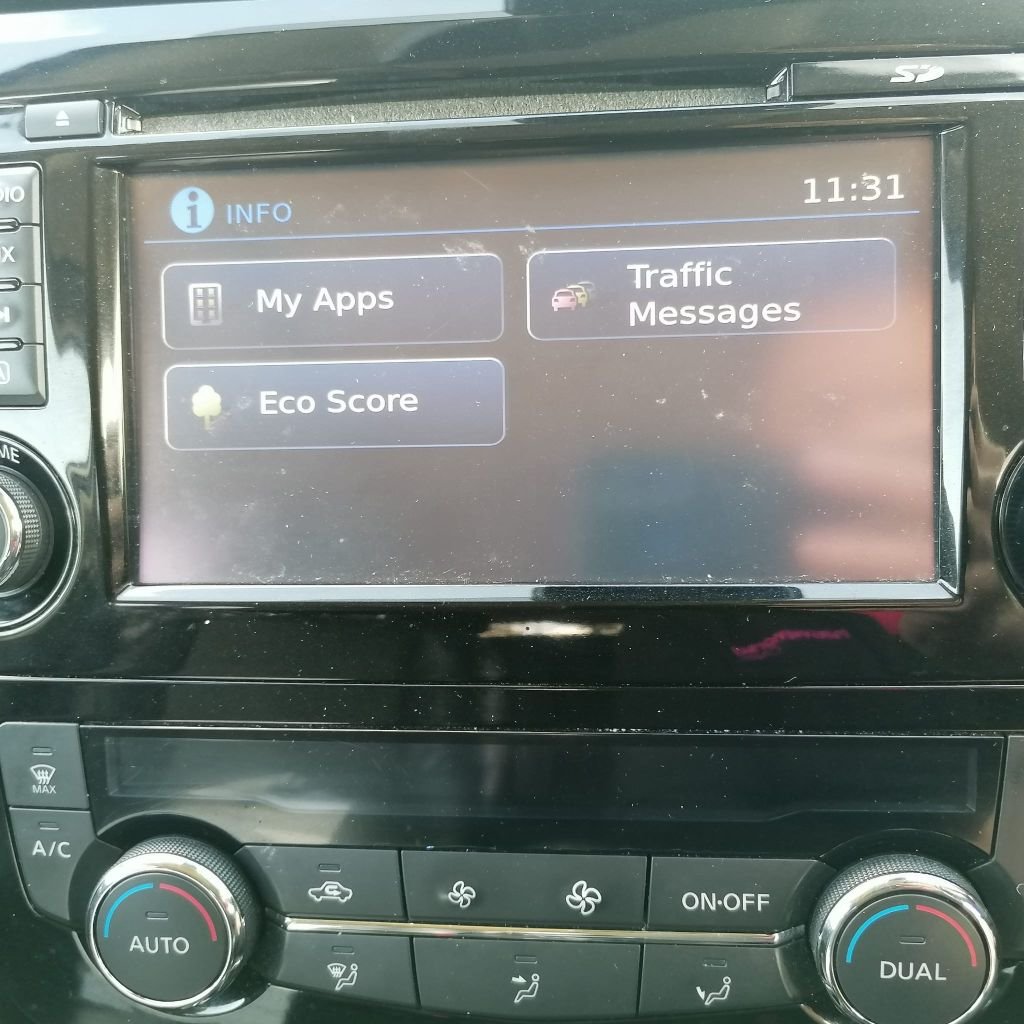 SD
INFO
11:31
My Apps
Traffic
Messages
Eco Score
MAX
A/C
AUTO
ON•OFF
DUAL